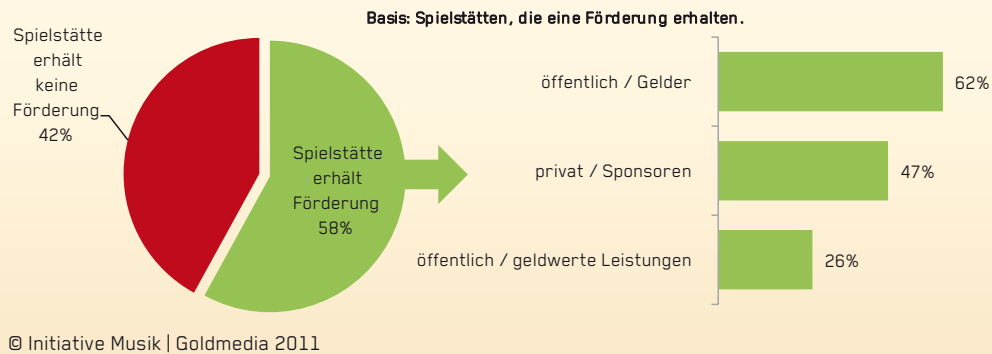 Basis: Spielstätten, die eine Förderung erhalten.
Spielstätte
erhält
keine
Förderung
42%
Spielstätte
erhält
Förderung
58%
öffentlich / Gelder
62%
privat / Sponsoren
47%
öffentlich / geldwerte Leistungen
26%
© Initiative Musik | Goldmedia 2011